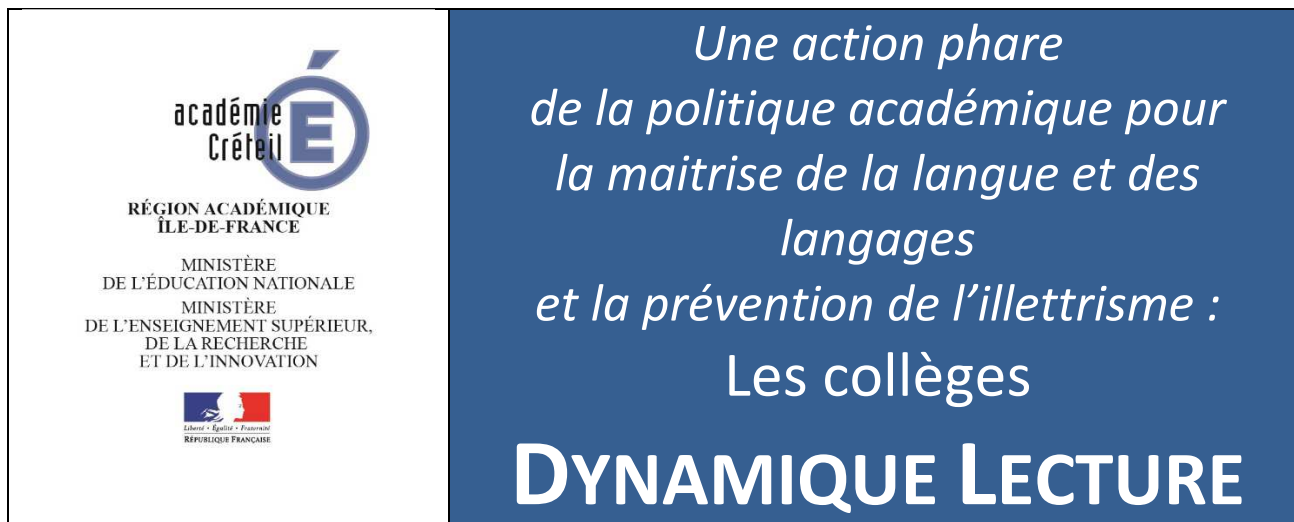 académie
Créteil
É
RÉGION ACADÉMIQUE
ÎLE-DE-FRANCE
MINISTÈRE
DE L'ÉDUCATION NATIONALE
MINISTÈRE
DE L'ENSEIGNEMENT SUPÉRIEUR,
DE LA RECHERCHE
ET DE L'INNOVATION
Liberté • Égalité • Fraternité
RÉPUBLIQUE FRANÇAISE
Une action phare
de la politique académique pour
la maitrise de la langue et des
langages
et la prévention de l’illettrisme :
Les collèges
DYNAMIQUE LECTURE